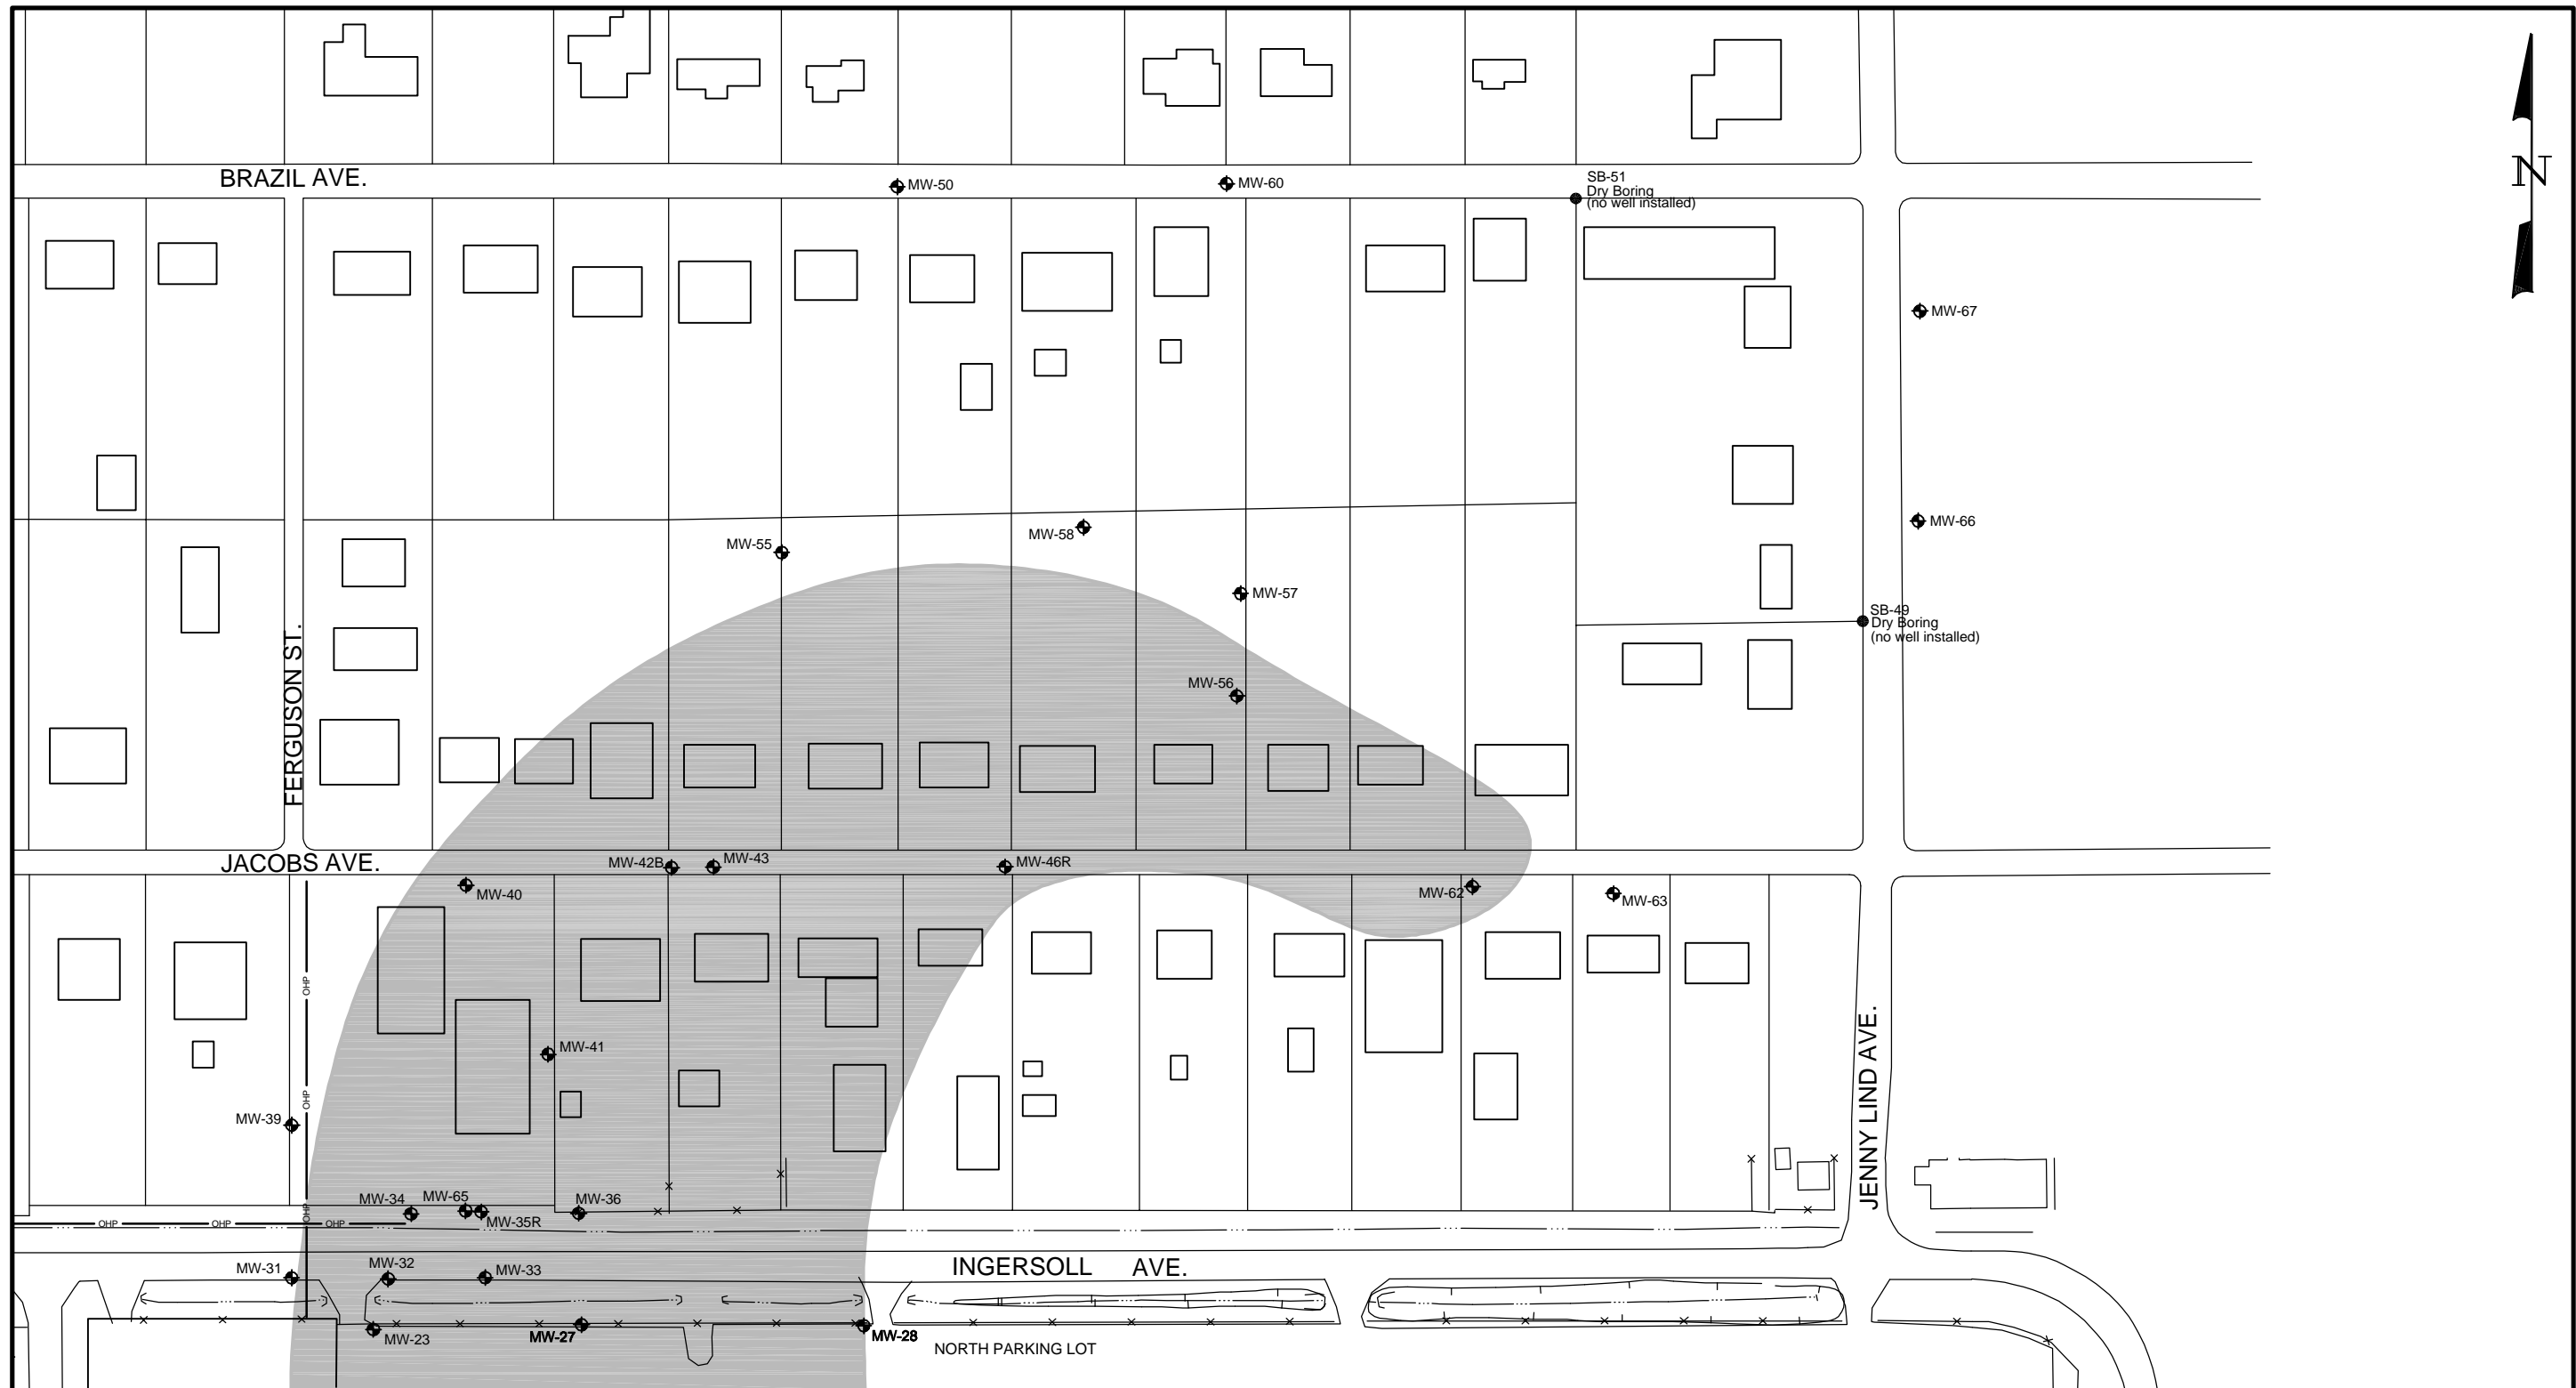 BRAZIL AVE.
MW-50
MW-60
SB-51
Dry Boring
(no well installed)
N
MW-67
MW-66
MW-55
MW-58
MW-57
SB-49
Dry Boring
(no well installed)
FERGUSON ST.
MW-56
JACOBS AVE.
MW-42B
MW-43
MW-46R
MW-40
MW-62
MW-63
OHP
MW-41
OHP
MW-39
JENNY LIND AVE.
MW-34
MW-65
MW-35R
MW-36
OHP
OHP
OHP
OHP
MW-31
MW-32
MW-33
INGERSOLL AVE.
MW-23
MW-27
MW-28
NORTH PARKING LOT